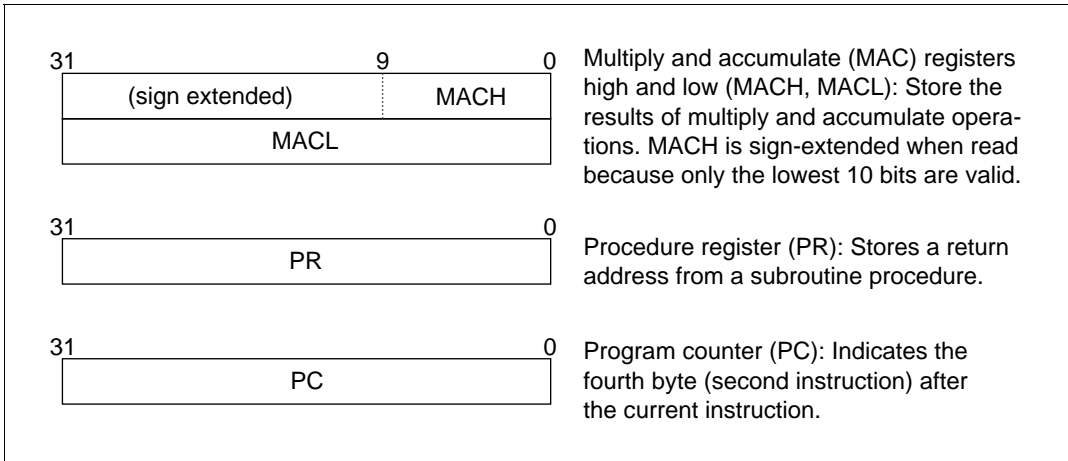 31 9 0
(sign extended) MACH
MACL
Multiply and accumulate (MAC) registers
high and low (MACH, MACL): Store the
results of multiply and accumulate opera-
tions. MACH is sign-extended when read
because only the lowest 10 bits are valid.
31 0
PR
Procedure register (PR): Stores a return
address from a subroutine procedure.
31 0
PC
Program counter (PC): Indicates the
fourth byte (second instruction) after
the current instruction.